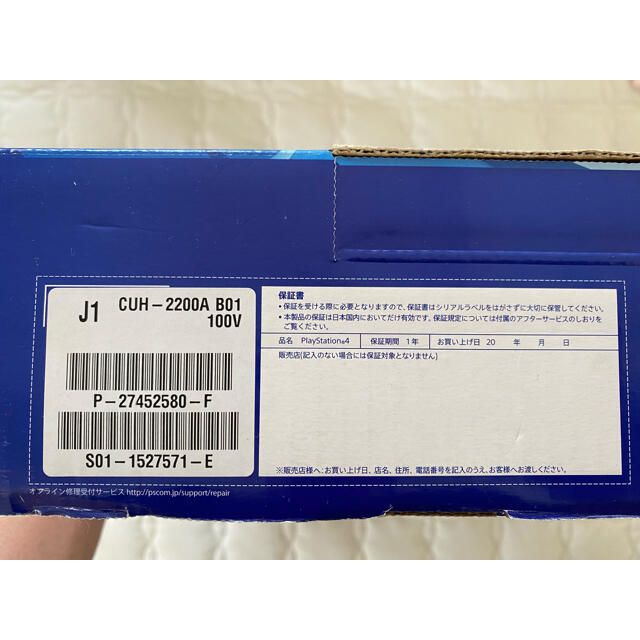 J1 CUH-2200A B01
100V
P-27452580-F
S01-1527571-E
オフライン修理受付サービス http://pscom.jp/support/repair
保証書
• 保証を受ける際に必要となりますので、保証書はシリアルラベルをはがさずに大切に保管してください。
• 本製品の保証は日本国内においてだけ有効です。保証規定については付属のアフターサービスのしおりを
ご覧ください。
品名 PlayStation®4 保証期間 1年 お買い上げ日 20 年 月 日
販売店(記入のない場合には保証対象となりません)
※販売店様へ:お買い上げ日、店名、住所、電話番号を記入のうえ、お客様へお渡しください。